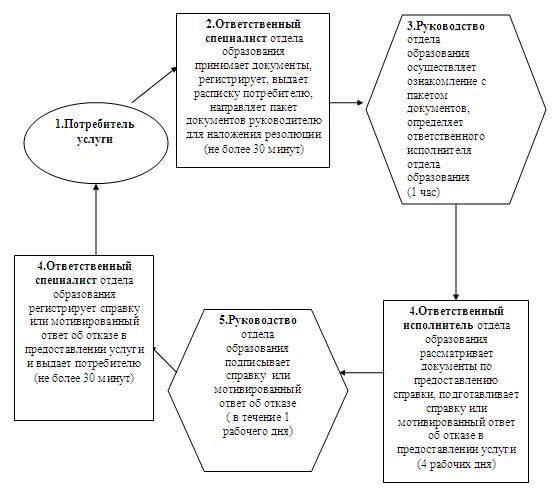 1.Потребитель
услуги
2.Ответственный
специалист отдела
образования
принимает документы,
регистрирует, выдает
расписку потребителю,
направляет пакет
документов руководителю
для наложения резолюции
(не более 30 минут)
3.Руководство
отдела
образования
осуществляет
ознакомление с
пакетом
документов,
определяет
ответственного
исполнителя
отдела
образования
(1 час)
4.Ответственный
исполнитель отдела
образования
рассматривает
документы по
предоставлению
справки, подготавливает
справку или
мотивированный ответ
об отказе в
предоставлении услуги
(4 рабочих дня)
5.Руководство
отдела
образования
подписывает
справку или
мотивированный
ответ об отказе
( в течение 1
рабочего дня)
4.Ответственный
специалист отдела
образования
регистрирует справку
или мотивированный
ответ об отказе в
предоставлении услуги
и выдает потребителю
(не более 30 минут)